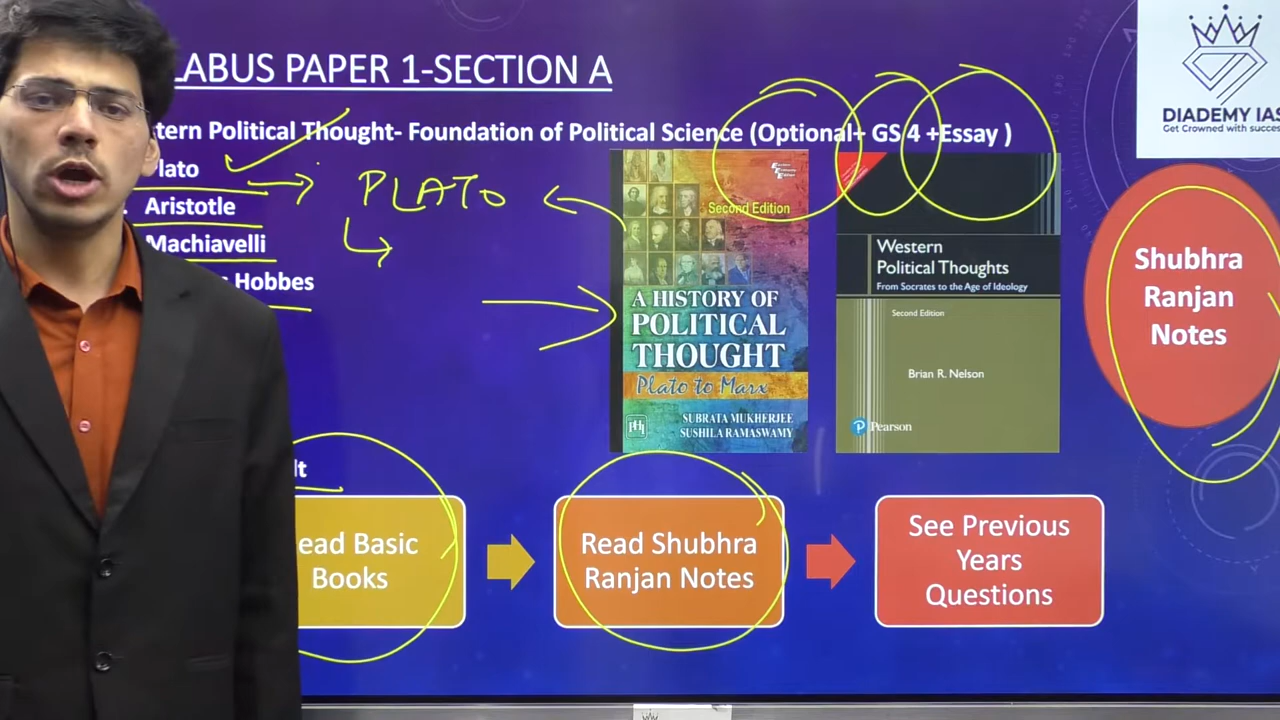 LABUS PAPER 1-SECTION A
tern Political Thought- Foundation of Political Science (Optional+ GS 4 +Essay )
Plato
Aristotle
Machiavelli
Hobbes
lt
PLATO
Second Edition
A HISTORY OF
POLITICAL
THOUGHT
Plato to Marx
SUBRATA MUKHERJEE
SUSHILA RAMASWAMY
PHI
Western
Political Thoughts
From Socrates to the Age of Ideology
Second Edition
Brian R. Nelson
Pearson
DIADEMY IAS
Get Crowned with succes
Shubhra
Ranjan
Notes
ead Basic
Books
Read Shubhra
Ranjan Notes
See Previous
Years
Questions